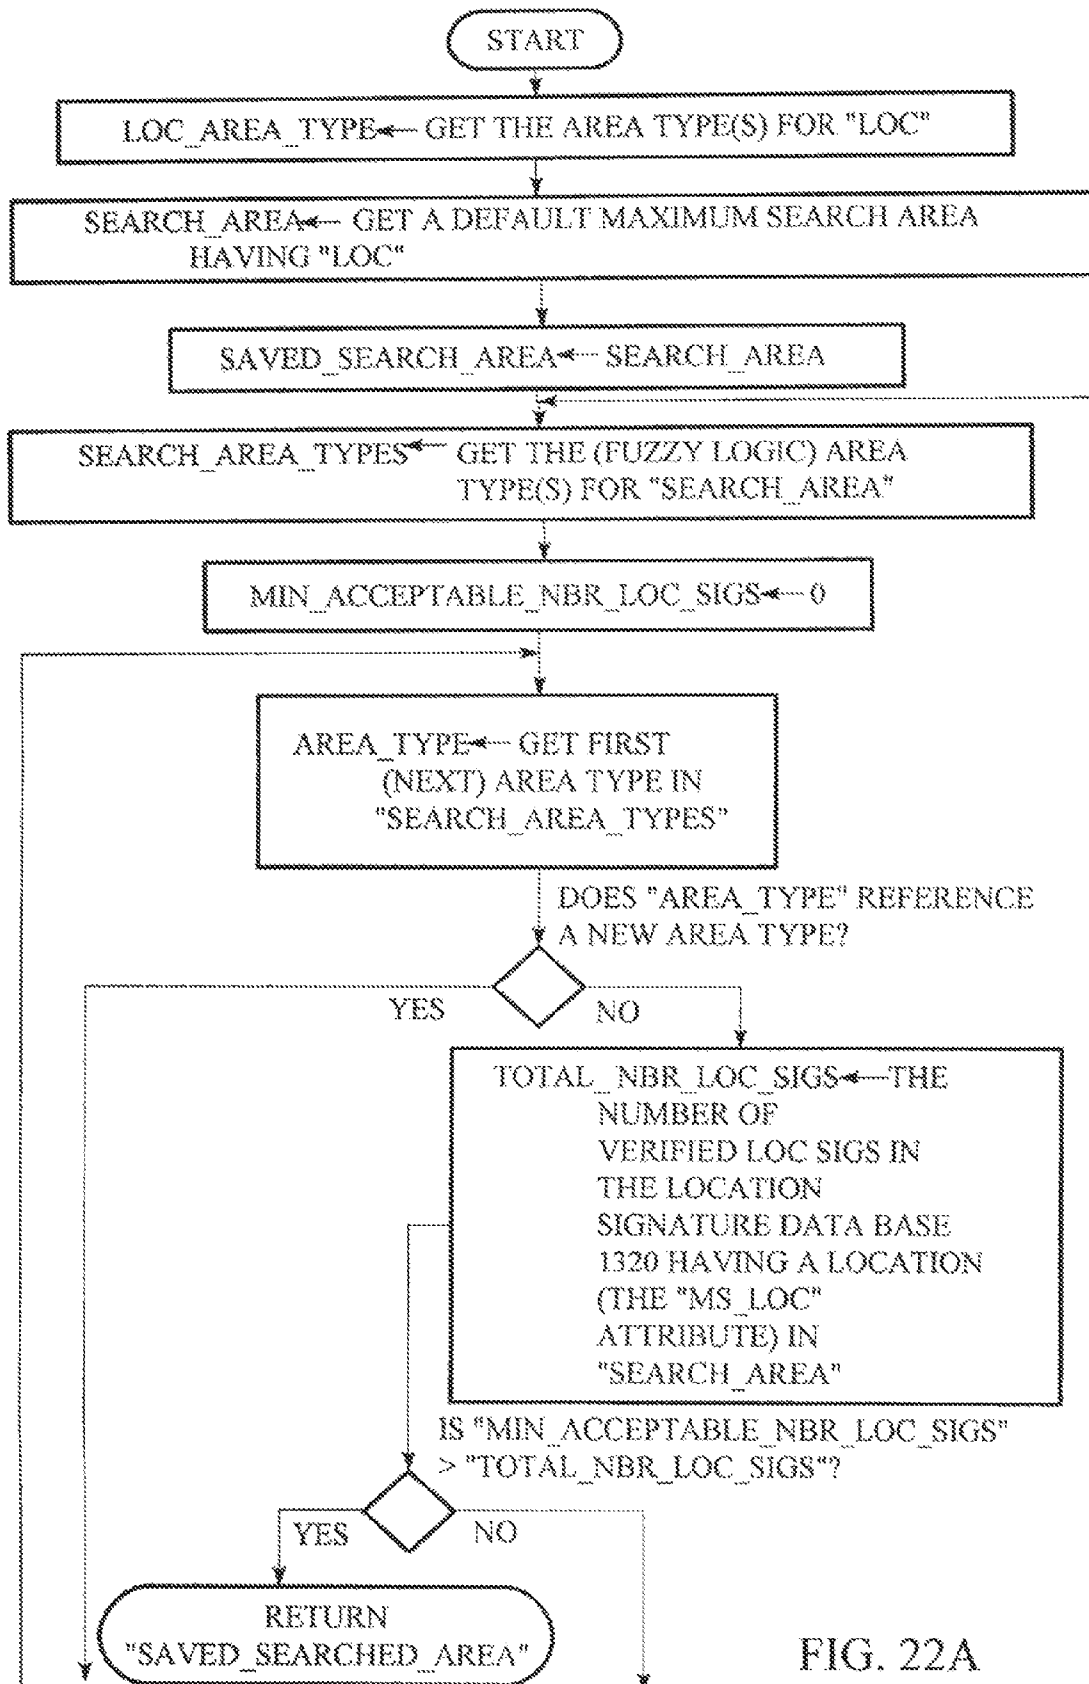 START
LOC_AREA_TYPE← GET THE AREA TYPE(S) FOR "LOC"
SEARCH_AREA← GET A DEFAULT MAXIMUM SEARCH AREA
HAVING "LOC"
SAVED_SEARCH_AREA← SEARCH_AREA
SEARCH_AREA_TYPES← GET THE (FUZZY LOGIC) AREA
TYPE(S) FOR "SEARCH_AREA"
MIN_ACCEPTABLE_NBR_LOC_SIGS← 0
AREA_TYPE← GET FIRST
(NEXT) AREA TYPE IN
"SEARCH_AREA_TYPES"
DOES "AREA_TYPE" REFERENCE
A NEW AREA TYPE?
YES
NO
TOTAL_NBR_LOC_SIGS←THE
NUMBER OF
VERIFIED LOC SIGS IN
THE LOCATION
SIGNATURE DATA BASE
1320 HAVING A LOCATION
(THE "MS_LOC"
ATTRIBUTE) IN
"SEARCH_AREA"
IS "MIN_ACCEPTABLE_NBR_LOC_SIGS"
> "TOTAL_NBR_LOC_SIGS"?
YES
NO
RETURN
"SAVED_SEARCHED_AREA"
FIG. 22A